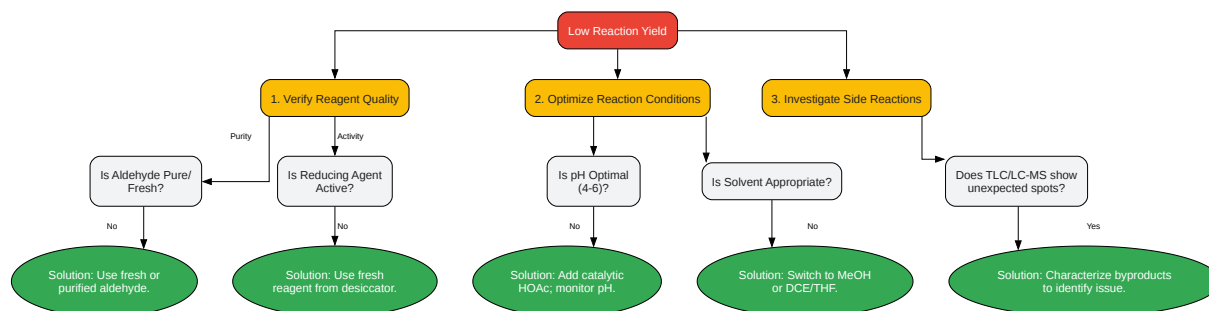 Low Reaction Yield
1. Verify Reagent Quality
2. Optimize Reaction Conditions
3. Investigate Side Reactions
Purity
Activity
Is Aldehyde Pure/
Fresh?
Is Reducing Agent
Active?
Is pH Optimal
(4-6)?
Is Solvent Appropriate?
Does TLC/LC-MS show
unexpected spots?
No
No
No
No
Yes
Solution: Use fresh or
purified aldehyde.
Solution: Use fresh
reagent from desiccator.
Solution: Add catalytic
HOAc; monitor pH.
Solution: Switch to MeOH
or DCE/THF.
Solution: Characterize byproducts
to identify issue.